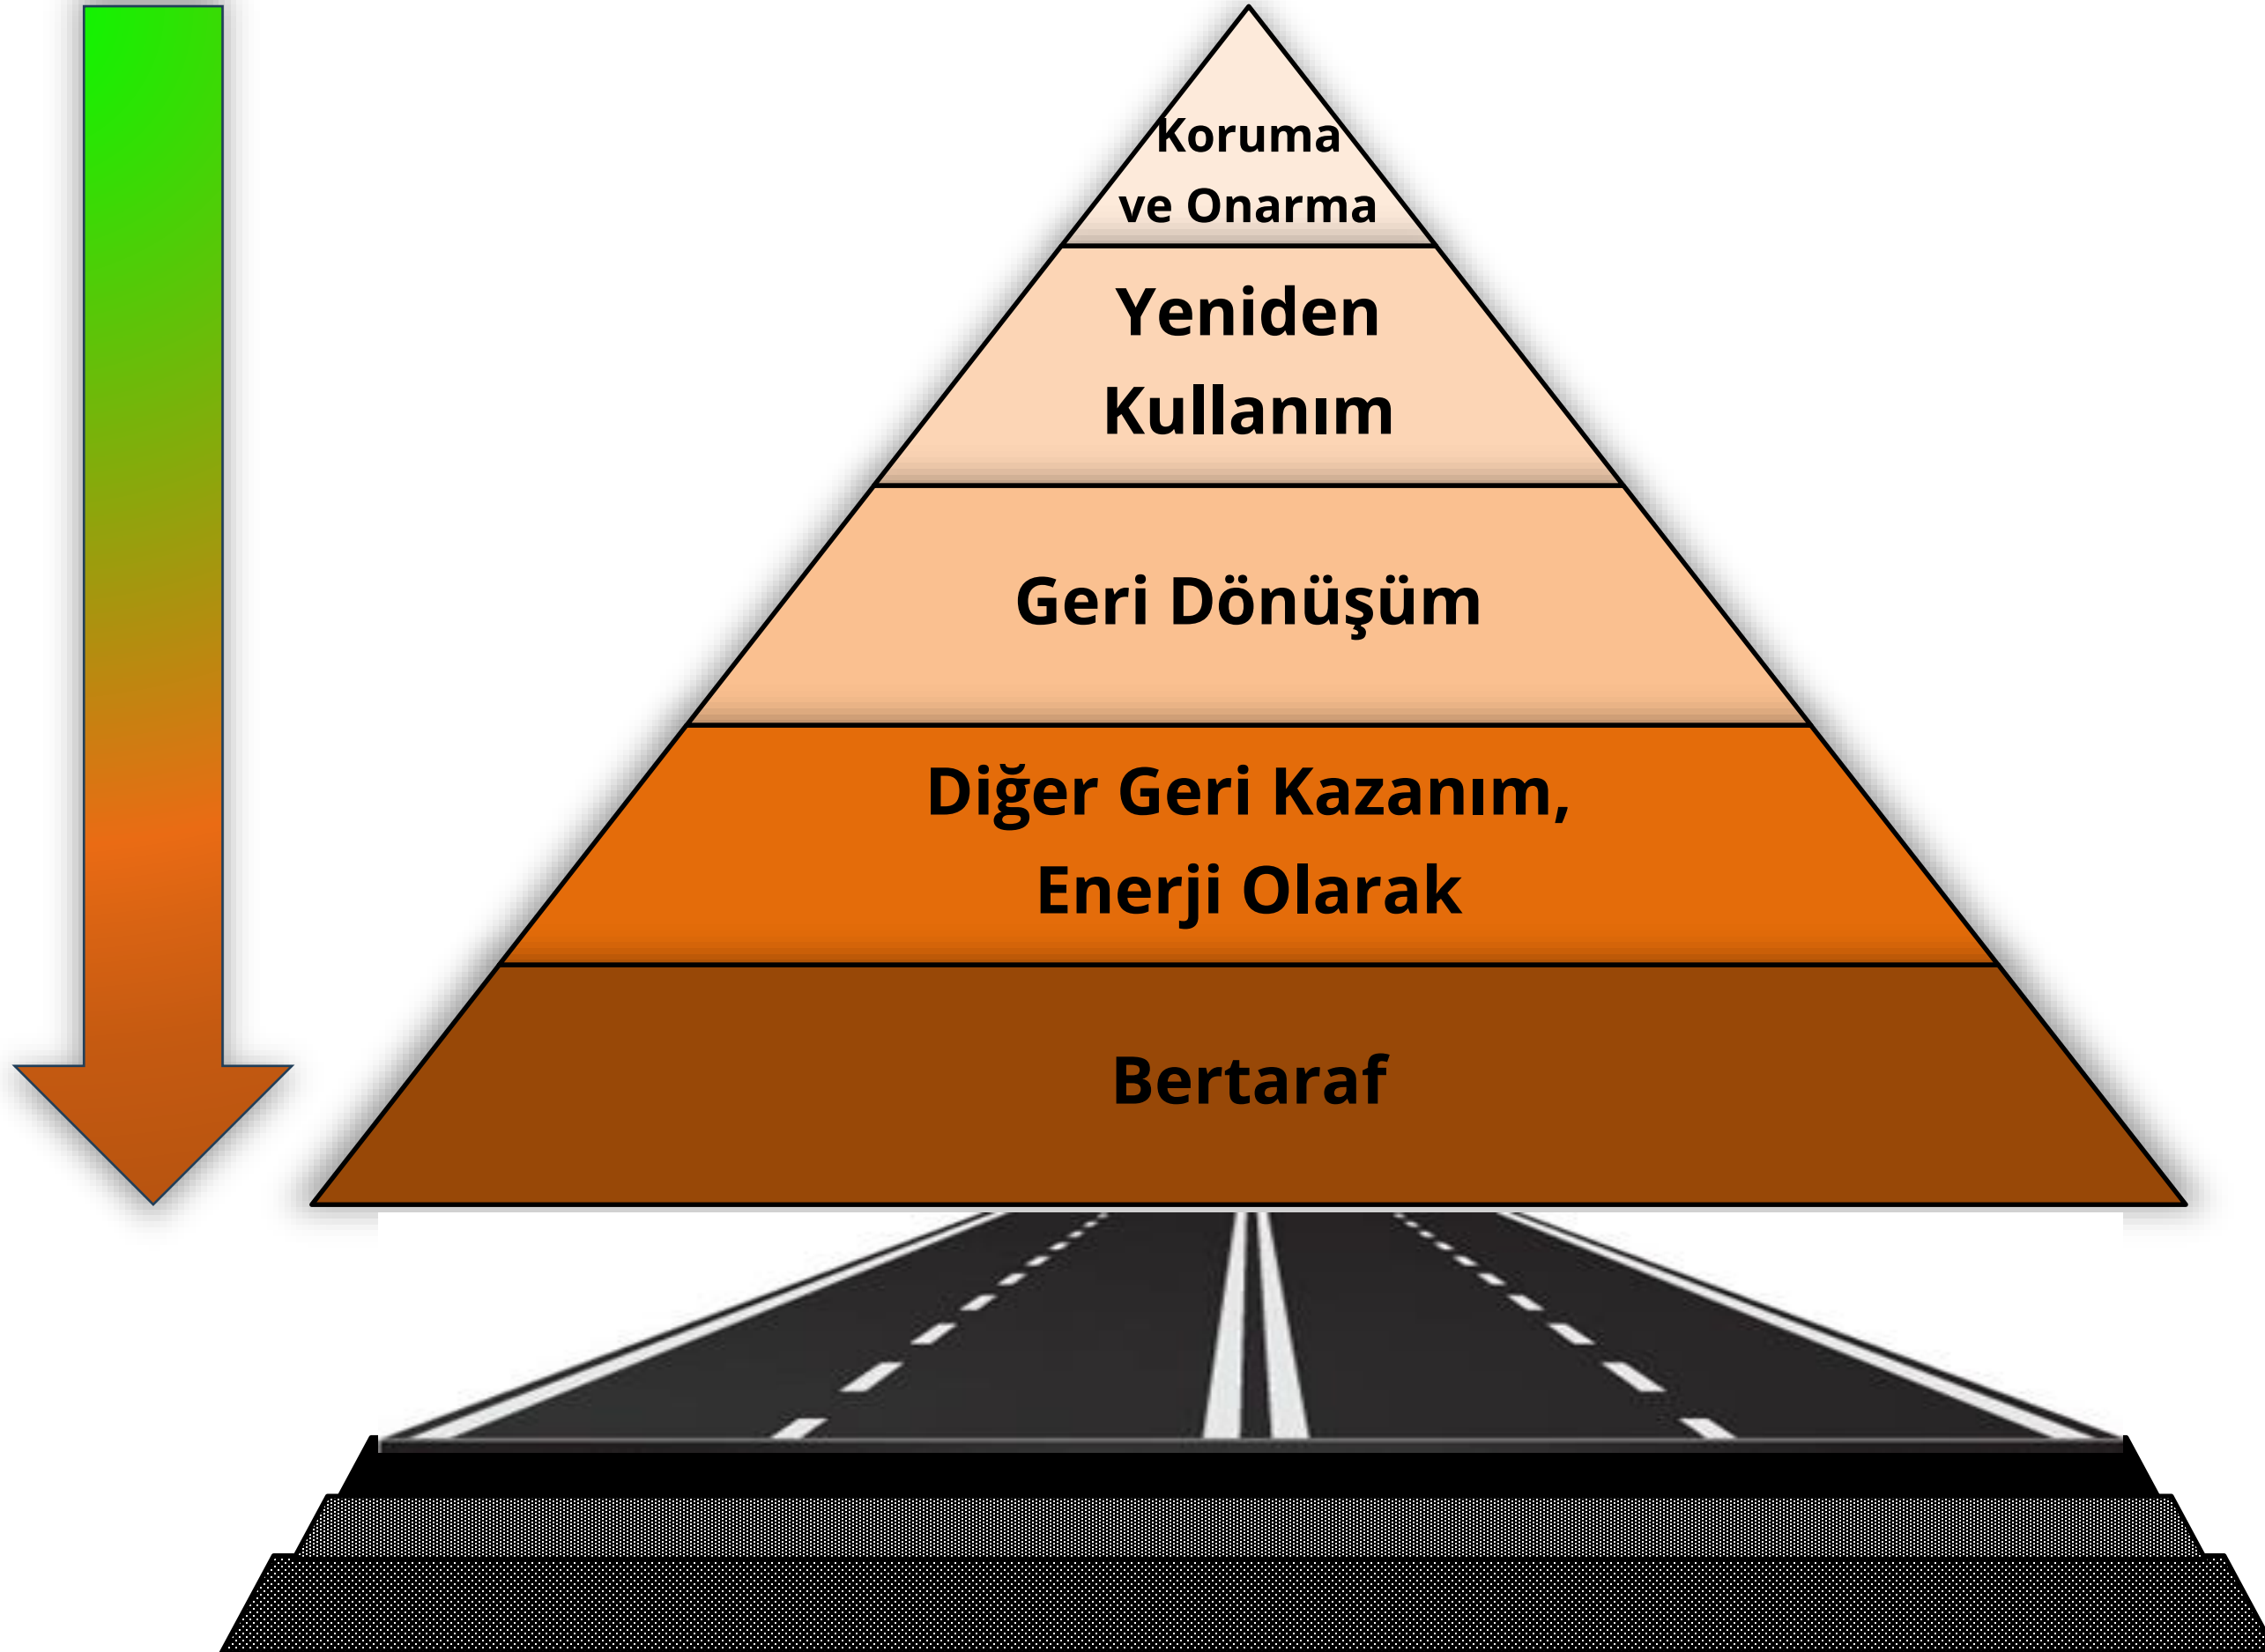 Koruma
ve Onarma
Yeniden
Kullanım
Geri Dönüşüm
Diğer Geri Kazanım,
Enerji Olarak
Bertaraf